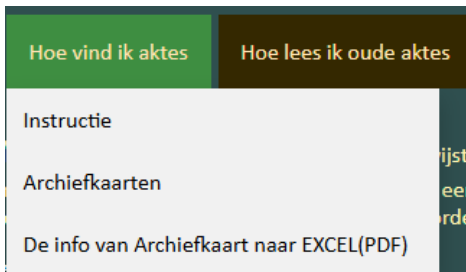 Hoe vind ik aktes
Hoe lees ik oude aktes
Instructie
Archiefkaarten
De info van Archiefkaart naar EXCEL(PDF)